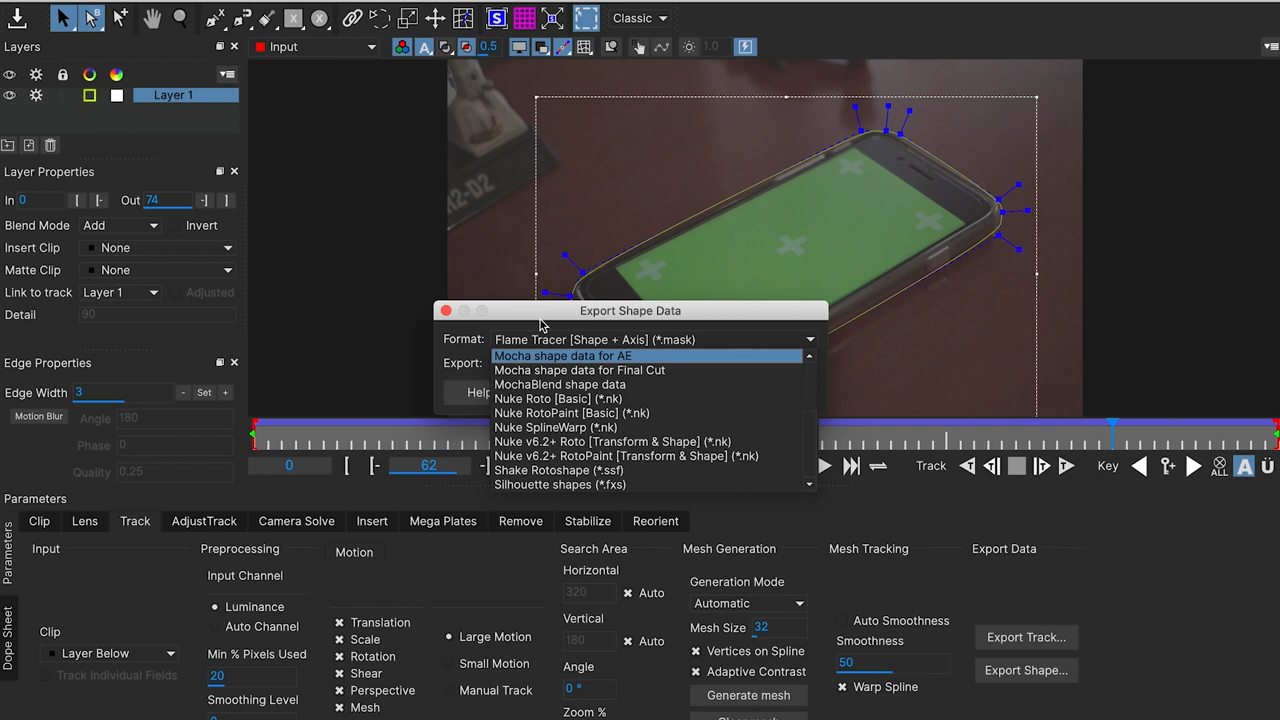 Classic
Layers
Input
A
0.5
1.0
Layer 1
R2-D2
Layer Properties
In 0 [ [- Out 74 -] ]
Blend Mode Add Invert
Insert Clip None
Matte Clip None
Link to track Layer 1 Adjusted
Detail 90
Export Shape Data
Format: Flame Tracer [Shape + Axis] (*.mask)
Export:
Help
Mocha shape data for AE
Mocha shape data for Final Cut
MochaBlend shape data
Nuke Roto [Basic] (*.nk)
Nuke RotoPaint [Basic] (*.nk)
Nuke SplineWarp (*.nk)
Nuke v6.2+ Roto [Transform & Shape] (*.nk)
Nuke v6.2+ RotoPaint [Transform & Shape] (*.nk)
Shake Rotoshape (*.ssf)
Silhouette shapes (*.fxs)
Edge Properties
Edge Width 3 - Set +
Motion Blur Angle 180
Phase 0
Quality 0.25
0 [ [- 62 -] Track Key ALL A Ü
Parameters
Parameters
Dope Sheet
Clip Lens Track AdjustTrack Camera Solve Insert Mega Plates Remove Stabilize Reorient
Input
Clip
Layer Below
Track Individual Fields
Preprocessing
Input Channel
Luminance
Auto Channel
Min % Pixels Used
20
Smoothing Level
Motion
Translation
Scale
Rotation
Shear
Perspective
Mesh
Large Motion
Small Motion
Manual Track
Search Area
Horizontal
320 Auto
Vertical
180 Auto
Angle
0 °
Zoom %
Mesh Generation
Generation Mode
Automatic
Mesh Size 32
Vertices on Spline
Adaptive Contrast
Generate mesh
Mesh Tracking
Auto Smoothness
Smoothness
50
Warp Spline
Export Data
Export Track...
Export Shape...